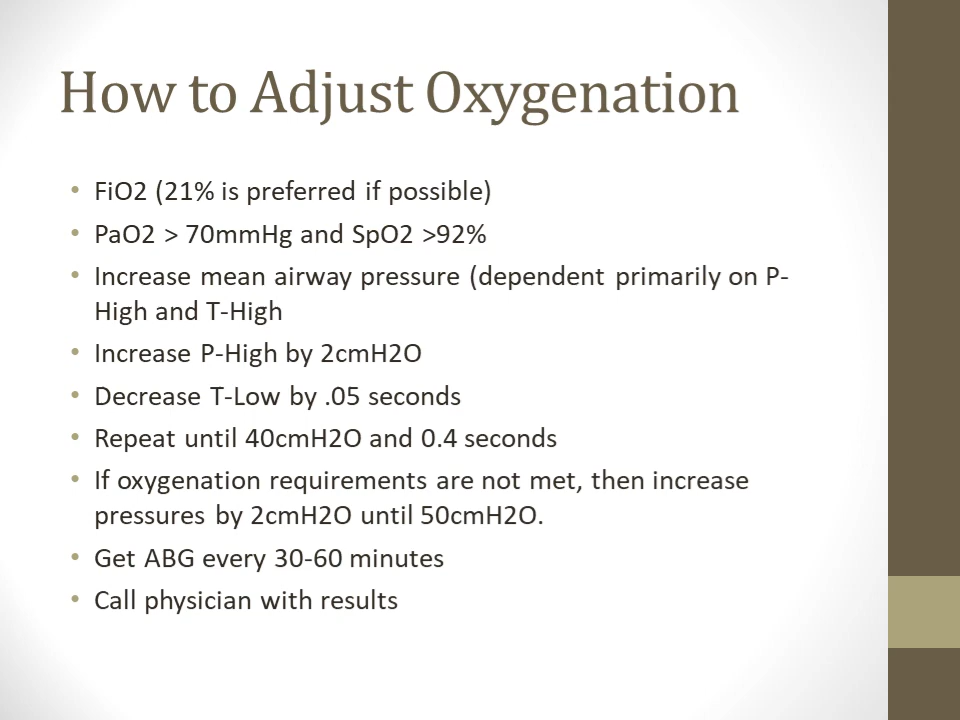 How to Adjust Oxygenation
• FiO2 (21% is preferred if possible)
• PaO2 > 70mmHg and SpO2 >92%
• Increase mean airway pressure (dependent primarily on P-
High and T-High
• Increase P-High by 2cmH2O
• Decrease T-Low by .05 seconds
• Repeat until 40cmH2O and 0.4 seconds
• If oxygenation requirements are not met, then increase
pressures by 2cmH2O until 50cmH2O.
• Get ABG every 30-60 minutes
• Call physician with results